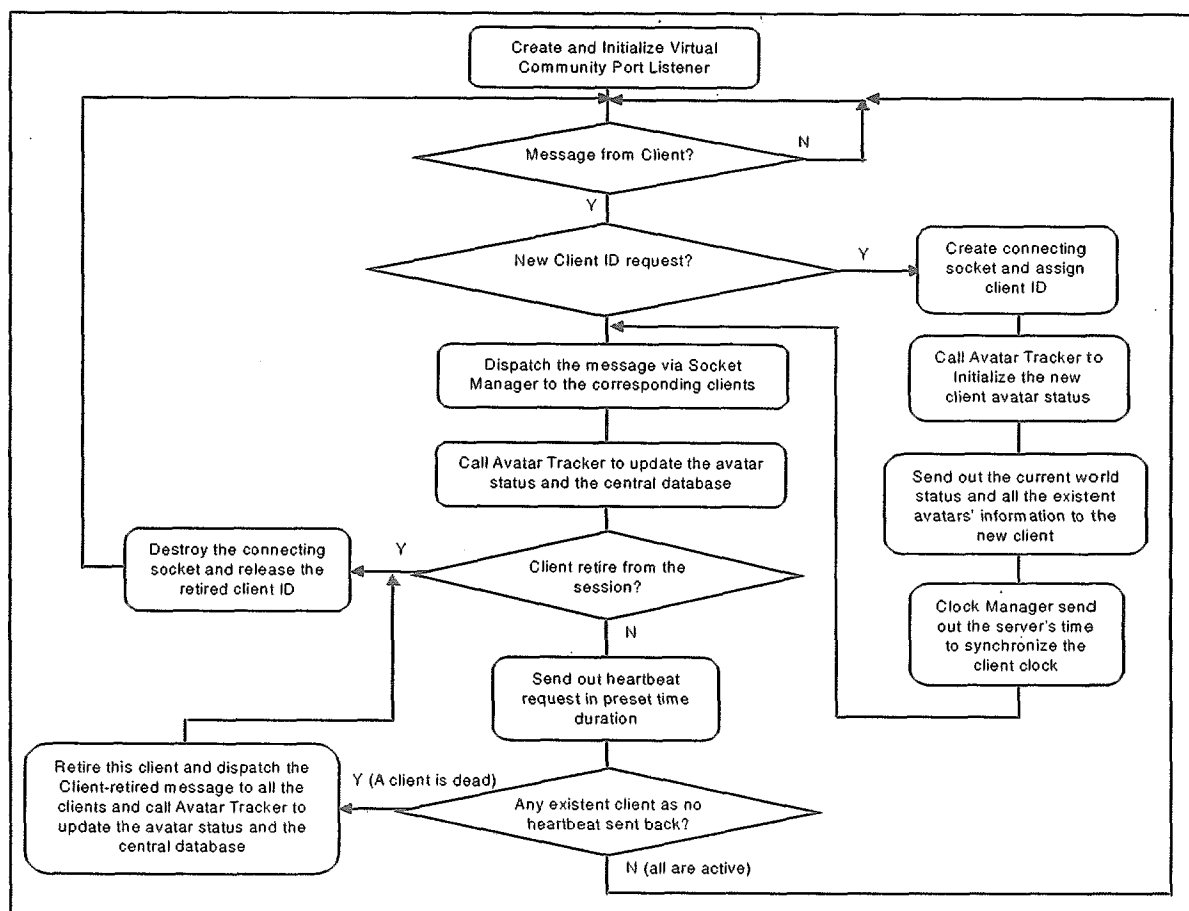 Create and Initialize Virtual
Community Port Listener
Message from Client?
N
Y
New Client ID request?
Y
Create connecting
socket and assign
client ID
Dispatch the message via Socket
Manager to the corresponding clients
Call Avatar Tracker to
Initialize the new
client avatar status
Call Avatar Tracker to update the avatar
status and the central database
Send out the current world
status and all the existent
avatars' information to the
new client
Destroy the connecting
socket and release the
retired client ID
Y
Client retire from the
session?
N
Clock Manager send
out the server's time
to synchronize the
client clock
Send out heartbeat
request in preset time
duration
Retire this client and dispatch the
Client-retired message to all the
clients and call Avatar Tracker to
update the avatar status and the
central database
Y (A client is dead)
Any existent client as no
heartbeat sent back?
N (all are active)